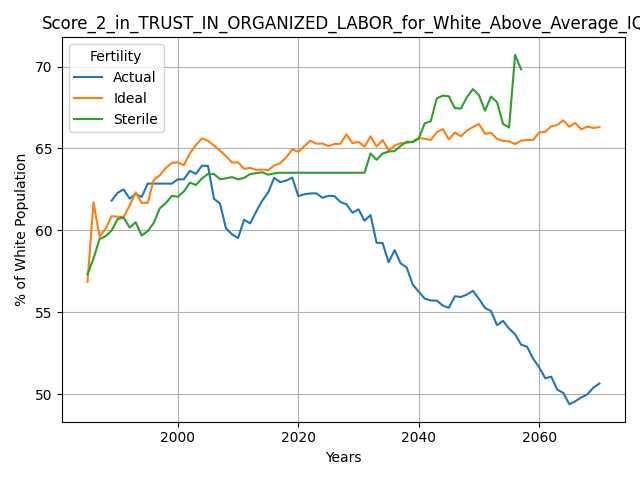 Score_2_in_TRUST_IN_ORGANIZED_LABOR_for_White_Above_Average_IQ
Fertility
Actual
Ideal
Sterile
% of White Population
70
65
60
55
50
2000 2020 2040 2060
Years